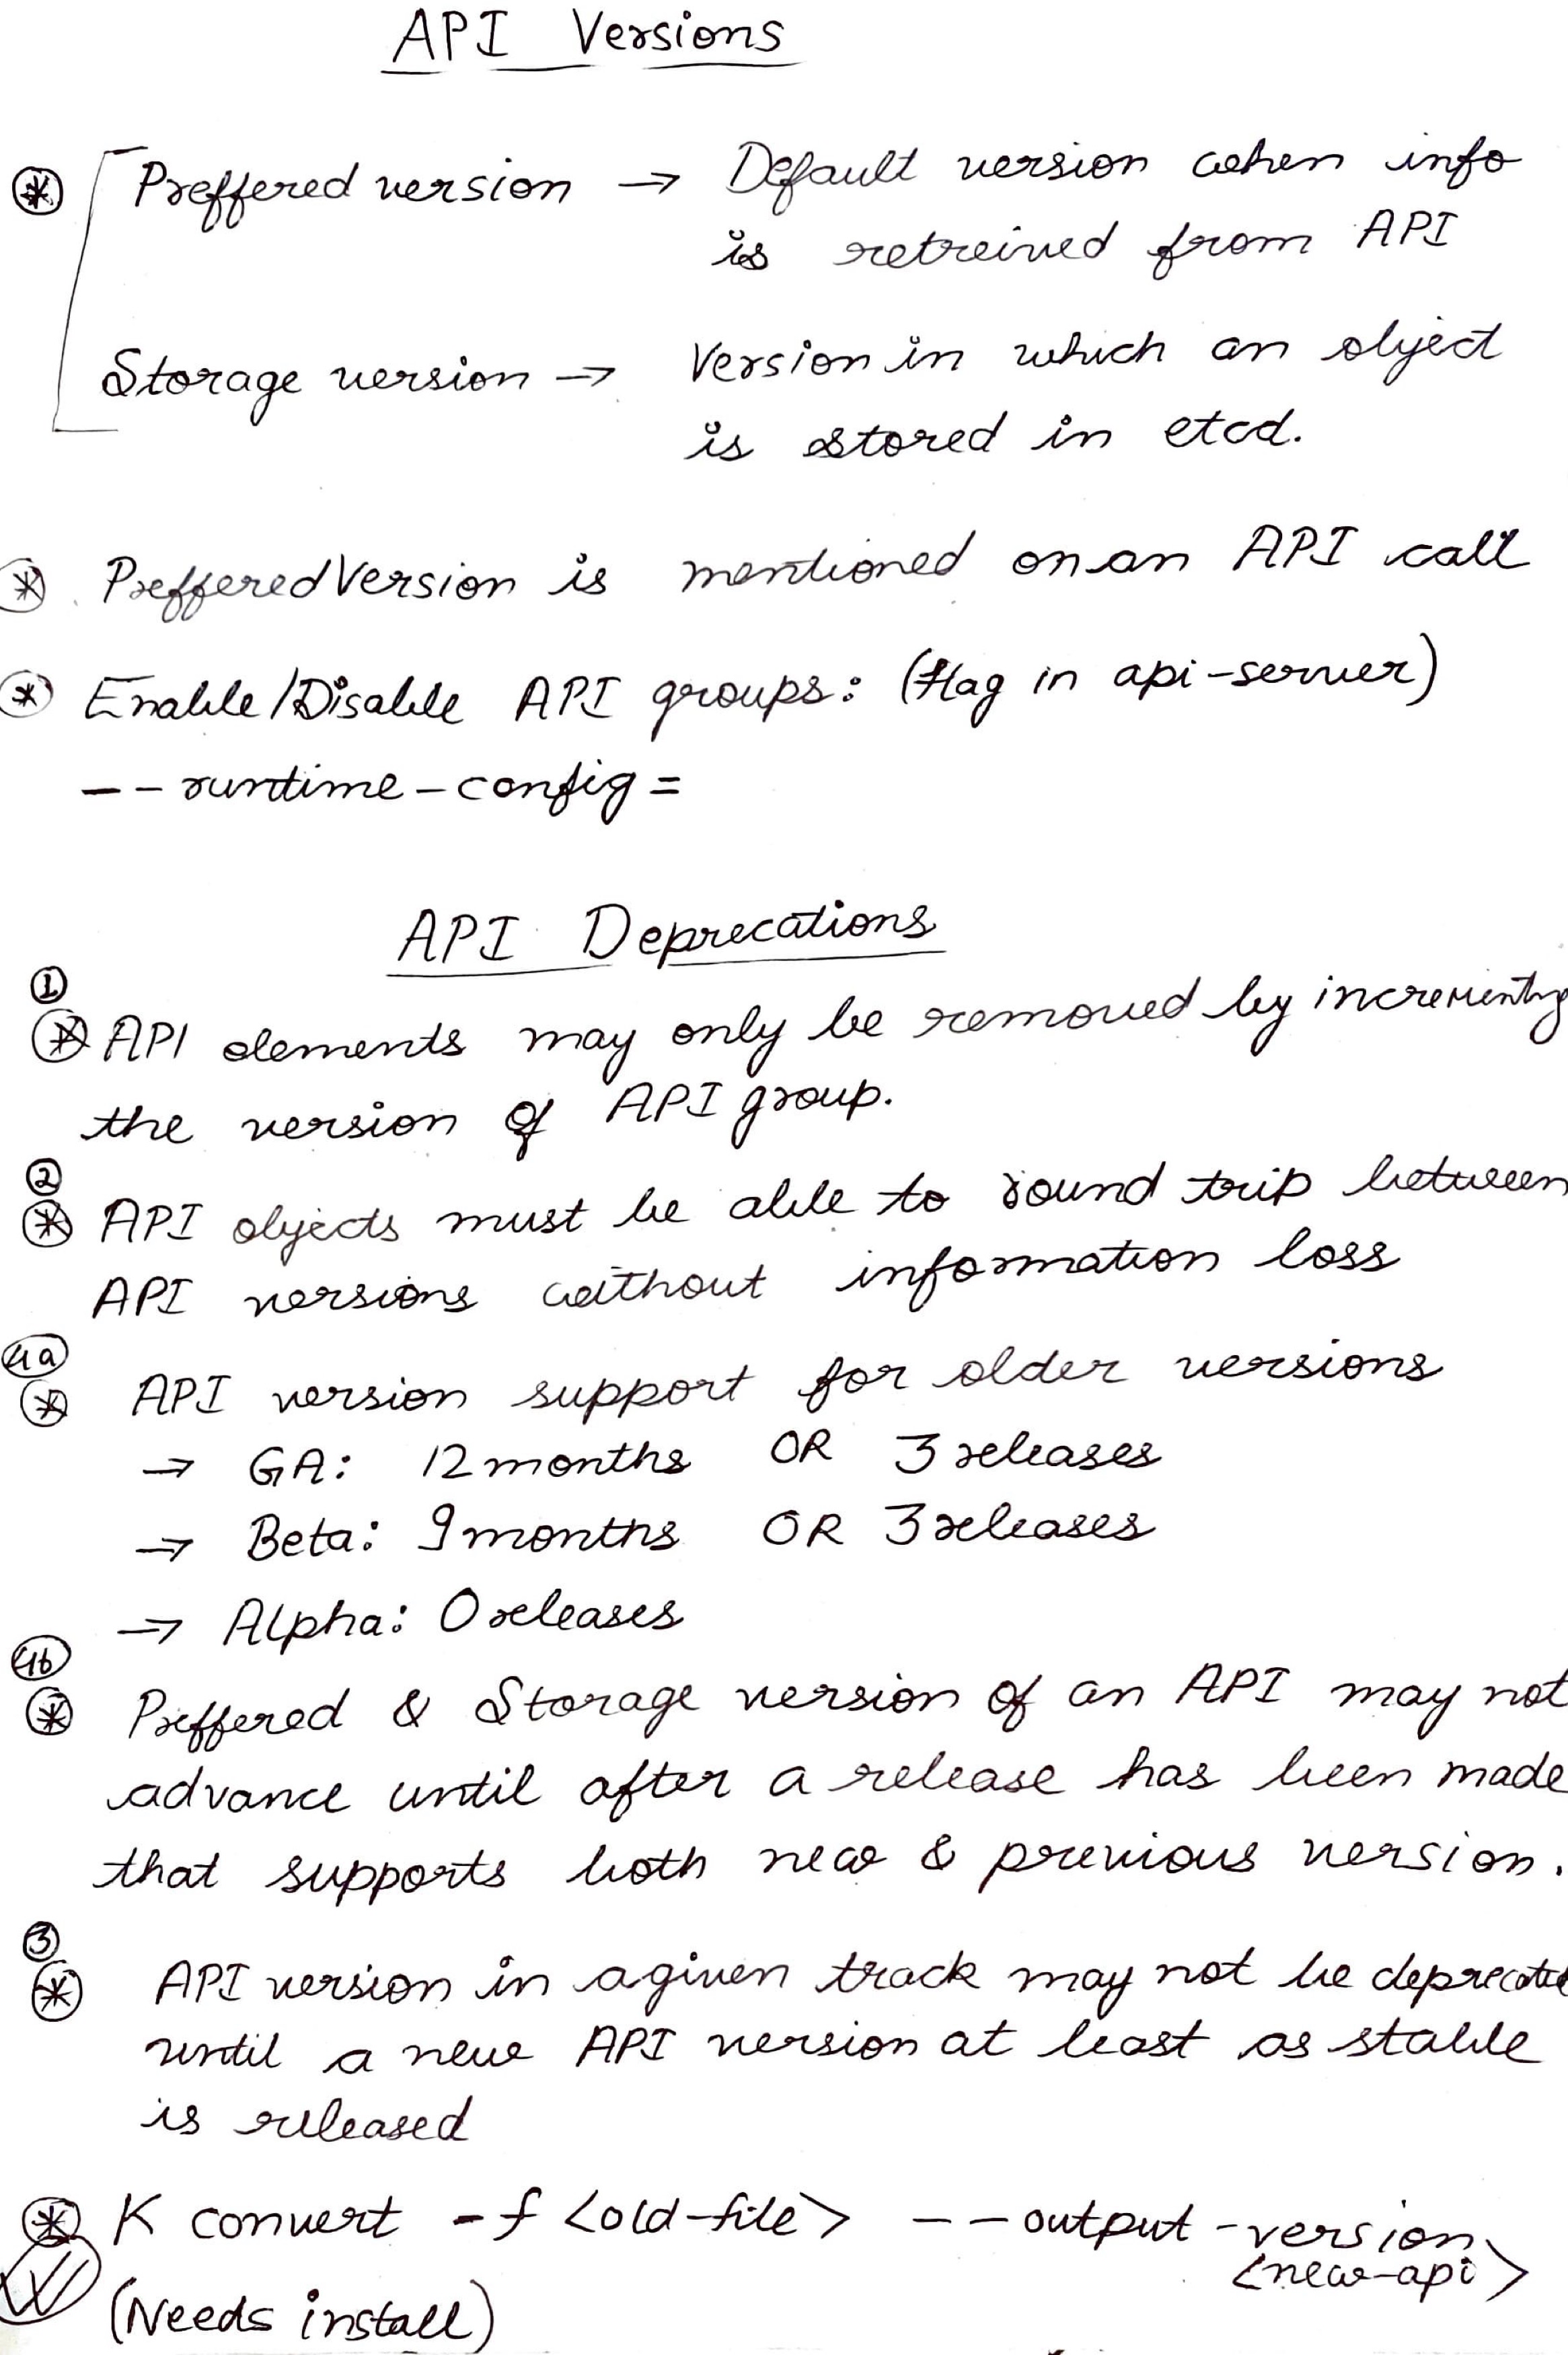 API Versions
⊛ Preffered version → Default version when info
is retreived from API
Storage version → Version in which an object
is stored in etcd.
⊛ Preffered Version is mentioned on an API call
⊛ Enable/Disable API groups: (flag in api-server)
--runtime-config=
API Deprecations
①
⊛ API elements may only be removed by incrementing
the version of API group.
②
⊛ API objects must be able to round trip between
API versions without information loss
4a
⊛ API version support for older versions
→ GA: 12 months OR 3 releases
→ Beta: 9 months OR 3 releases
→ Alpha: 0 releases
4b
⊛ Preffered & Storage version of an API may not
advance until after a release has been made
that supports both new & previous version.
③
⊛ API version in a given track may not be deprecated
until a new API version at least as stable
is released
⊛ K convert -f <old-file> --output-version
<new-api>
(Needs install)